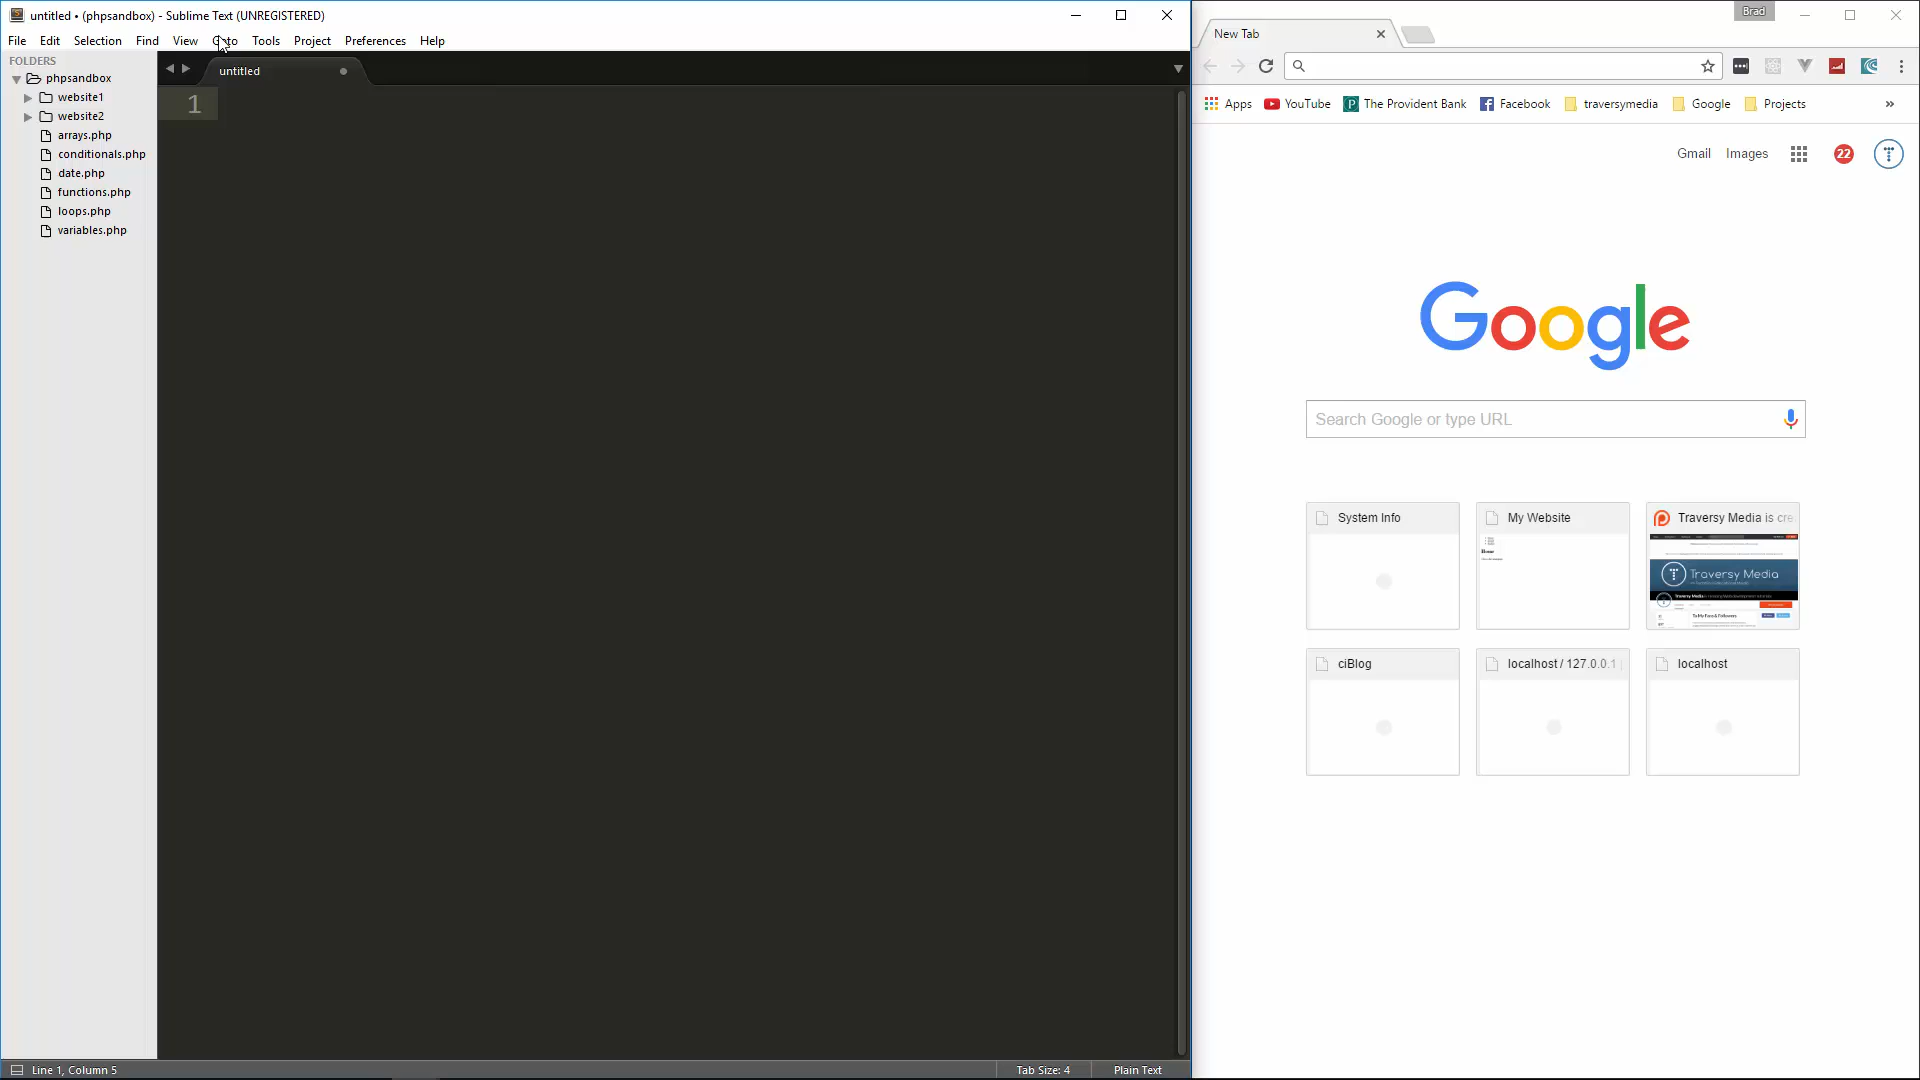 untitled • (phpsandbox) - Sublime Text (UNREGISTERED)
File Edit Selection Find View Goto Tools Project Preferences Help
FOLDERS
phpsandbox
website1
website2
arrays.php
conditionals.php
date.php
functions.php
loops.php
variables.php
untitled
1
Line 1, Column 5
Tab Size: 4
Plain Text
Brad
New Tab
Apps YouTube The Provident Bank Facebook traversymedia Google Projects »
Gmail Images 22
Google
Search Google or type URL
System Info
My Website
Traversy Media is cre
Traversy Media
ciBlog
localhost / 127.0.0.1
localhost